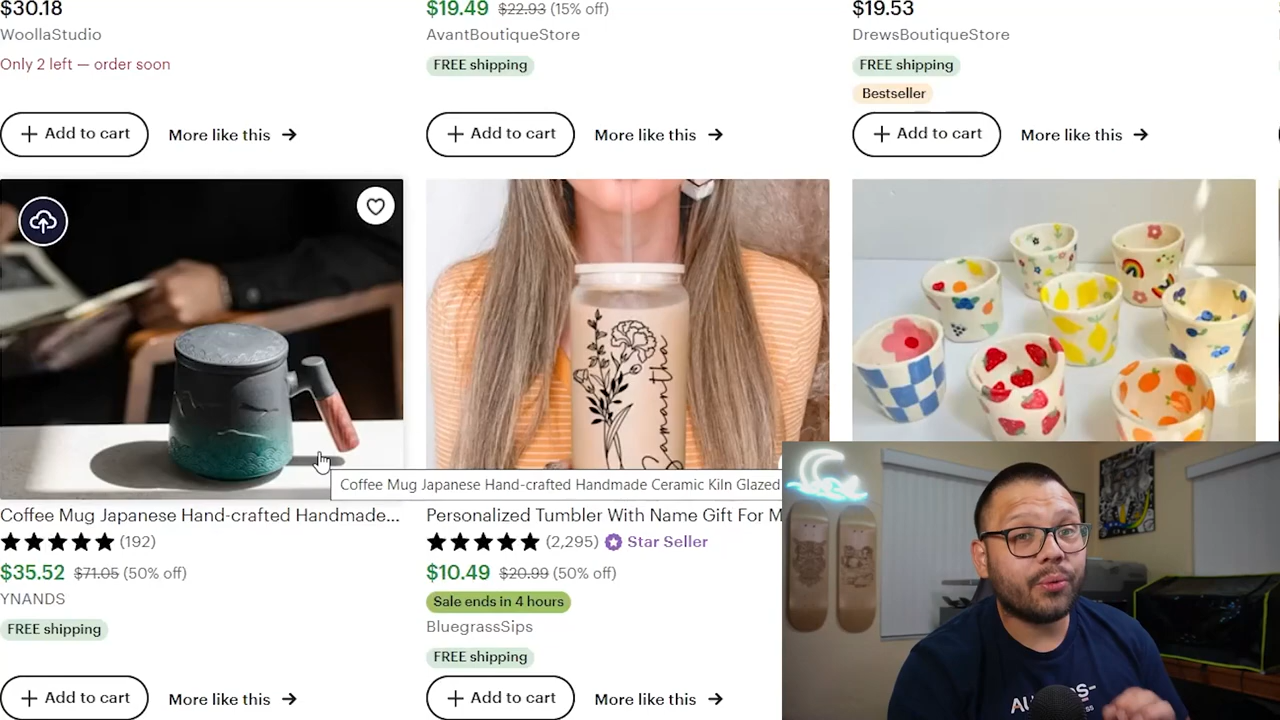 $30.18
WoollaStudio
Only 2 left — order soon
+ Add to cart
More like this →
$19.49 $22.93 (15% off)
AvantBoutiqueStore
FREE shipping
+ Add to cart
More like this →
$19.53
DrewsBoutiqueStore
FREE shipping
Bestseller
+ Add to cart
More like this →
Samantha
Coffee Mug Japanese Hand-crafted Handmade Ceramic Kiln Glazed
Coffee Mug Japanese Hand-crafted Handmade...
(192)
$35.52 $71.05 (50% off)
YNANDS
FREE shipping
+ Add to cart
More like this →
Personalized Tumbler With Name Gift For M
(2,295) Star Seller
$10.49 $20.99 (50% off)
Sale ends in 4 hours
BluegrassSips
FREE shipping
+ Add to cart
More like this →